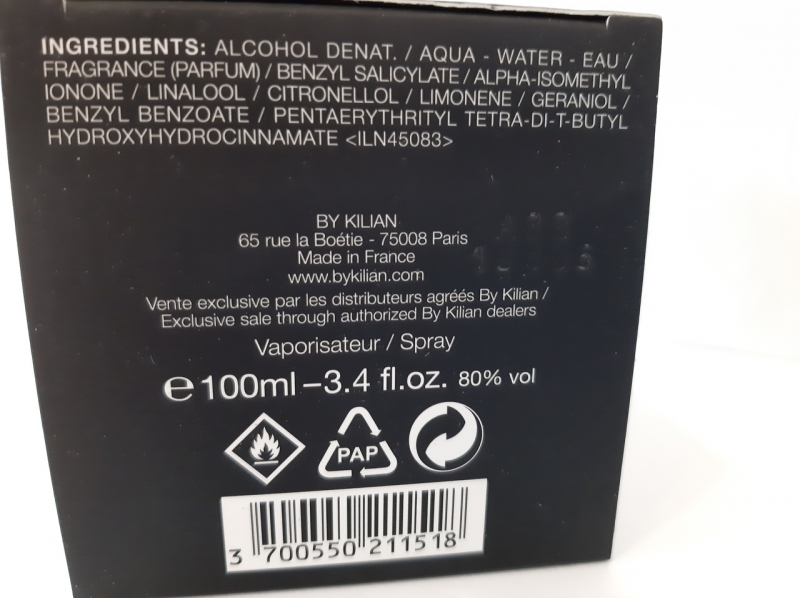 INGREDIENTS: ALCOHOL DENAT. / AQUA - WATER - EAU /
FRAGRANCE (PARFUM) / BENZYL SALICYLATE / ALPHA-ISOMETHYL
IONONE / LINALOOL / CITRONELLOL / LIMONENE / GERANIOL /
BENZYL BENZOATE / PENTAERYTHRITYL TETRA-DI-T-BUTYL
HYDROXYHYDROCINNAMATE <ILN45083>
BY KILIAN
65 rue la Boétie - 75008 Paris
Made in France
www.bykilian.com
Vente exclusive par les distributeurs agréés By Kilian /
Exclusive sale through authorized By Kilian dealers
Vaporisateur / Spray
℮ 100ml – 3.4 fl.oz. 80% vol
PAP
3 700550 211518